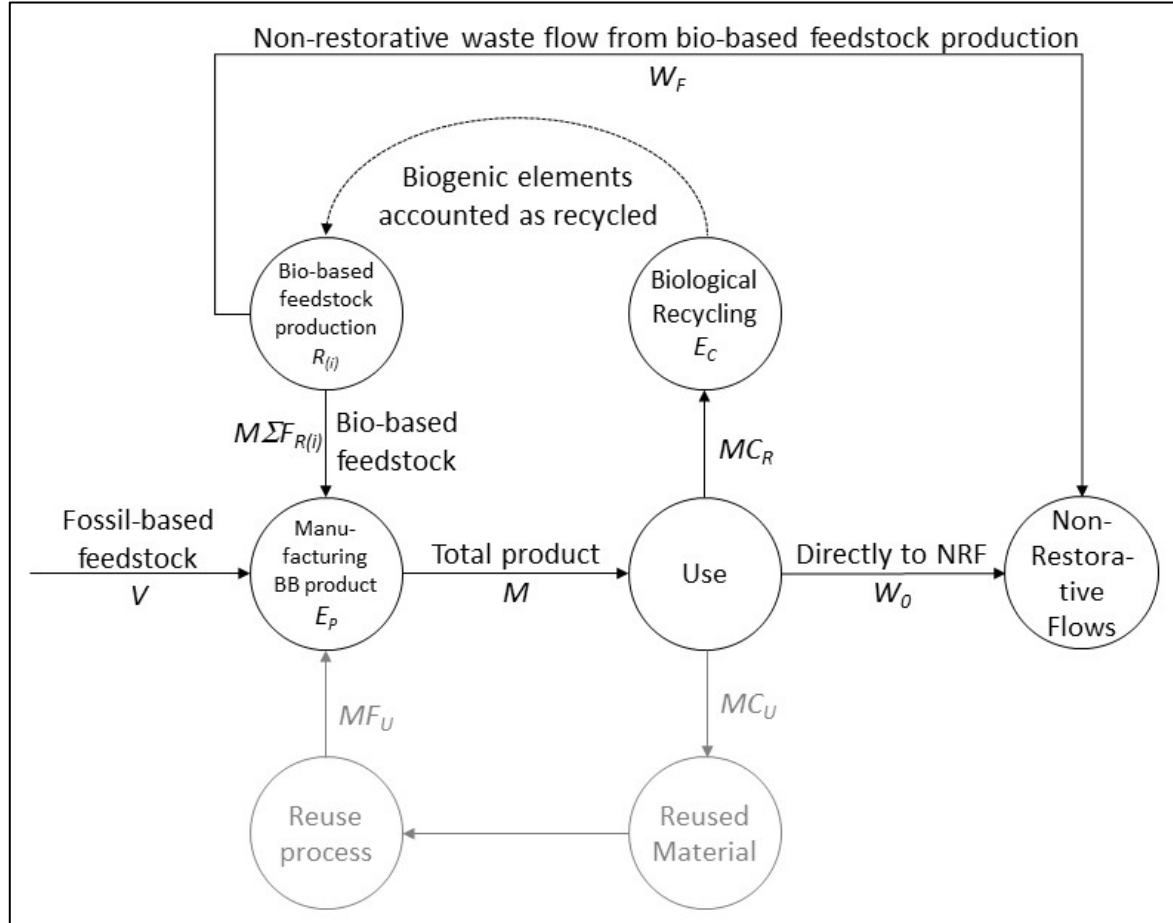 Non-restorative waste flow from bio-based feedstock production
W_F
Biogenic elements
accounted as recycled
Bio-based
feedstock
production
R_(i)
Biological
Recycling
E_C
MΣF_R(i)
Bio-based
feedstock
MC_R
Fossil-based
feedstock
V
Manu-
facturing
BB product
E_P
Total product
M
Use
Directly to NRF
W_0
Non-
Restora-
tive
Flows
MF_U
MC_U
Reuse
process
Reused
Material